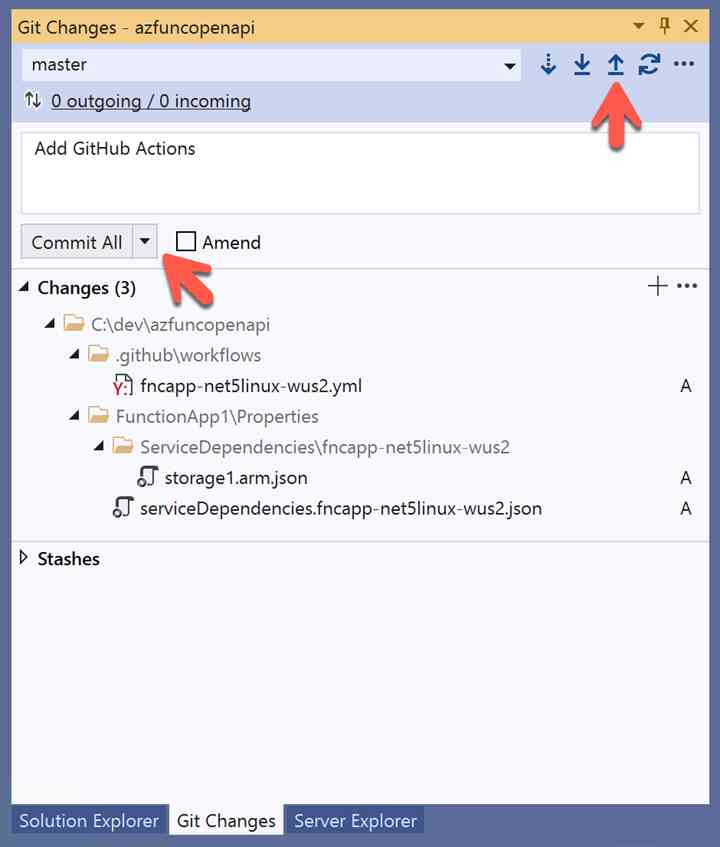 Git Changes - azfuncopenapi
master
0 outgoing / 0 incoming
Add GitHub Actions
Commit All
Amend
Changes (3)
C:\dev\azfuncopenapi
.github\workflows
fncapp-net5linux-wus2.yml A
FunctionApp1\Properties
ServiceDependencies\fncapp-net5linux-wus2
storage1.arm.json A
serviceDependencies.fncapp-net5linux-wus2.json A
Stashes
Solution Explorer Git Changes Server Explorer